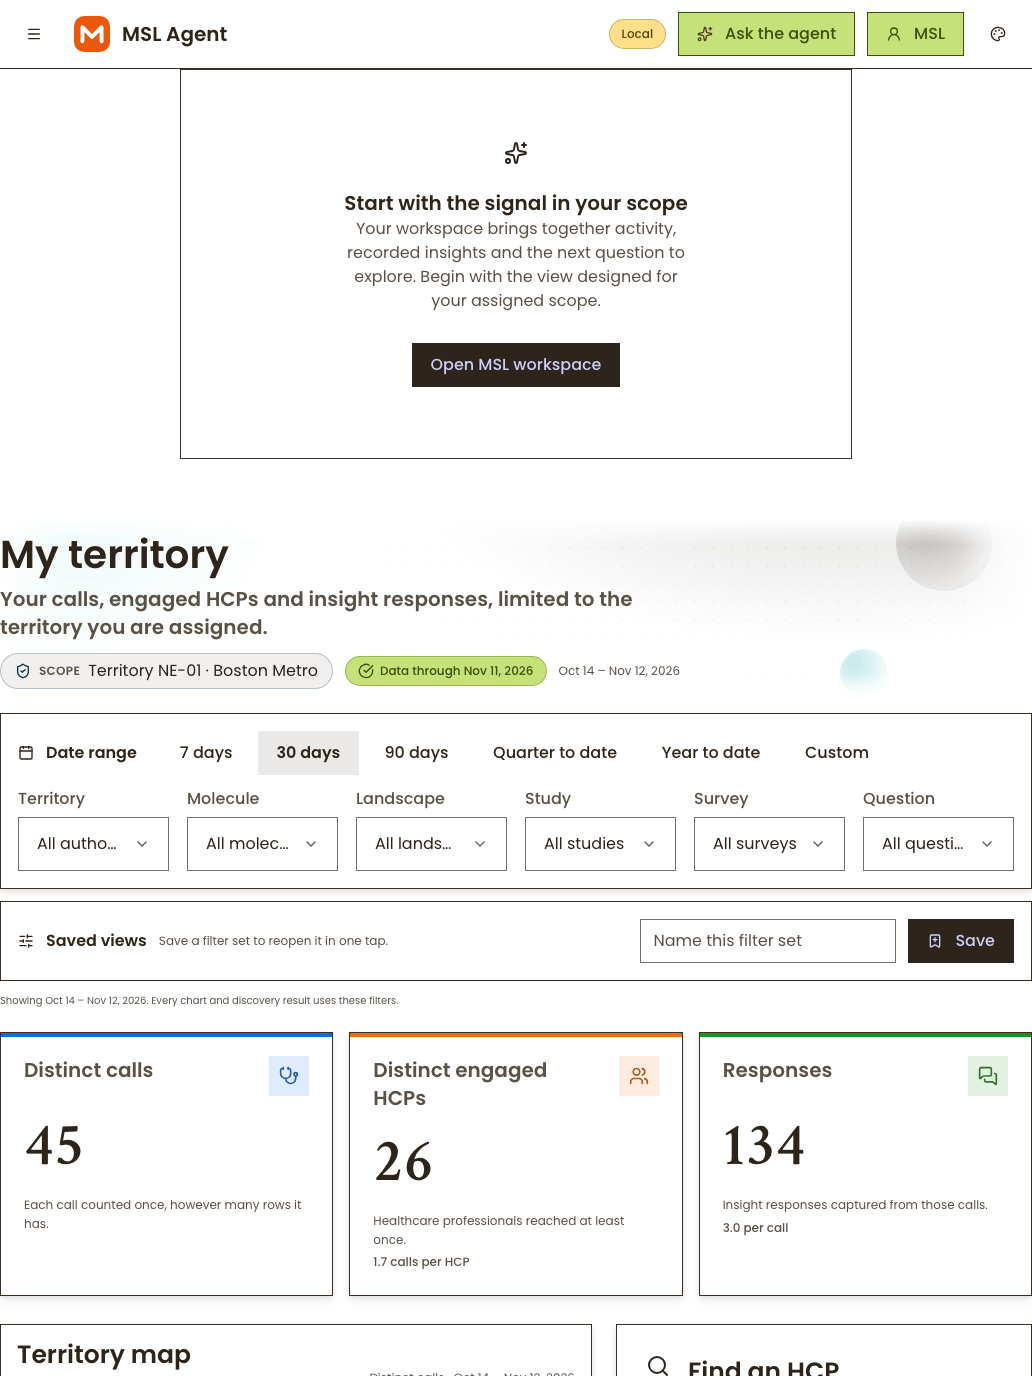 MSL Agent
Local
Ask the agent
MSL
Start with the signal in your scope
Your workspace brings together activity,
recorded insights and the next question to
explore. Begin with the view designed for
your assigned scope.
Open MSL workspace
My territory
Your calls, engaged HCPs and insight responses, limited to the
territory you are assigned.
SCOPE Territory NE-01 · Boston Metro
Data through Nov 11, 2026
Oct 14 – Nov 12, 2026
Date range
7 days
30 days
90 days
Quarter to date
Year to date
Custom
Territory
Molecule
Landscape
Study
Survey
Question
All autho...
All molec...
All lands...
All studies
All surveys
All questi...
Saved views
Save a filter set to reopen it in one tap.
Name this filter set
Save
Showing Oct 14 – Nov 12, 2026. Every chart and discovery result uses these filters.
Distinct calls
45
Each call counted once, however many rows it
has.
Distinct engaged
HCPs
26
Healthcare professionals reached at least
once.
1.7 calls per HCP
Responses
134
Insight responses captured from those calls.
3.0 per call
Territory map
Distinct calls · Oct 14 – Nov 12, 2026
Find an HCP